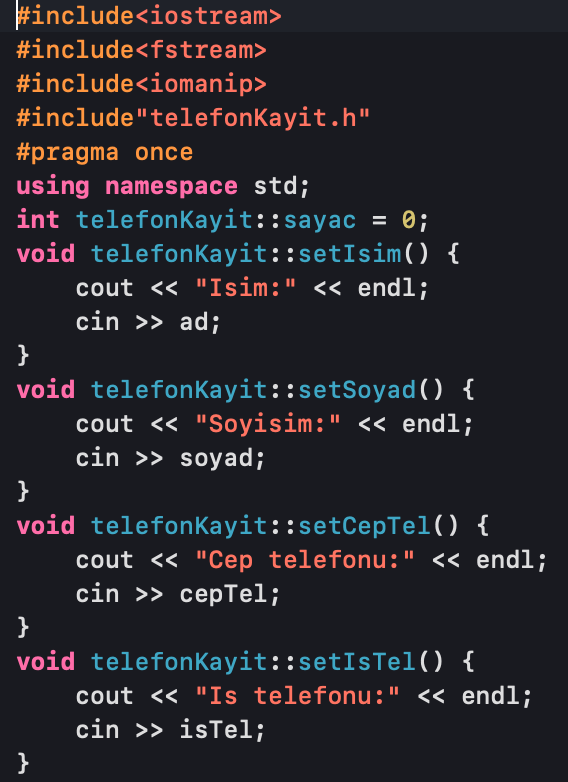 #include<iostream>
#include<fstream>
#include<iomanip>
#include"telefonKayit.h"
#pragma once
using namespace std;
int telefonKayit::sayac = 0;
void telefonKayit::setIsim() {
    cout << "Isim:" << endl;
    cin >> ad;
}
void telefonKayit::setSoyad() {
    cout << "Soyisim:" << endl;
    cin >> soyad;
}
void telefonKayit::setCepTel() {
    cout << "Cep telefonu:" << endl;
    cin >> cepTel;
}
void telefonKayit::setIsTel() {
    cout << "Is telefonu:" << endl;
    cin >> isTel;
}